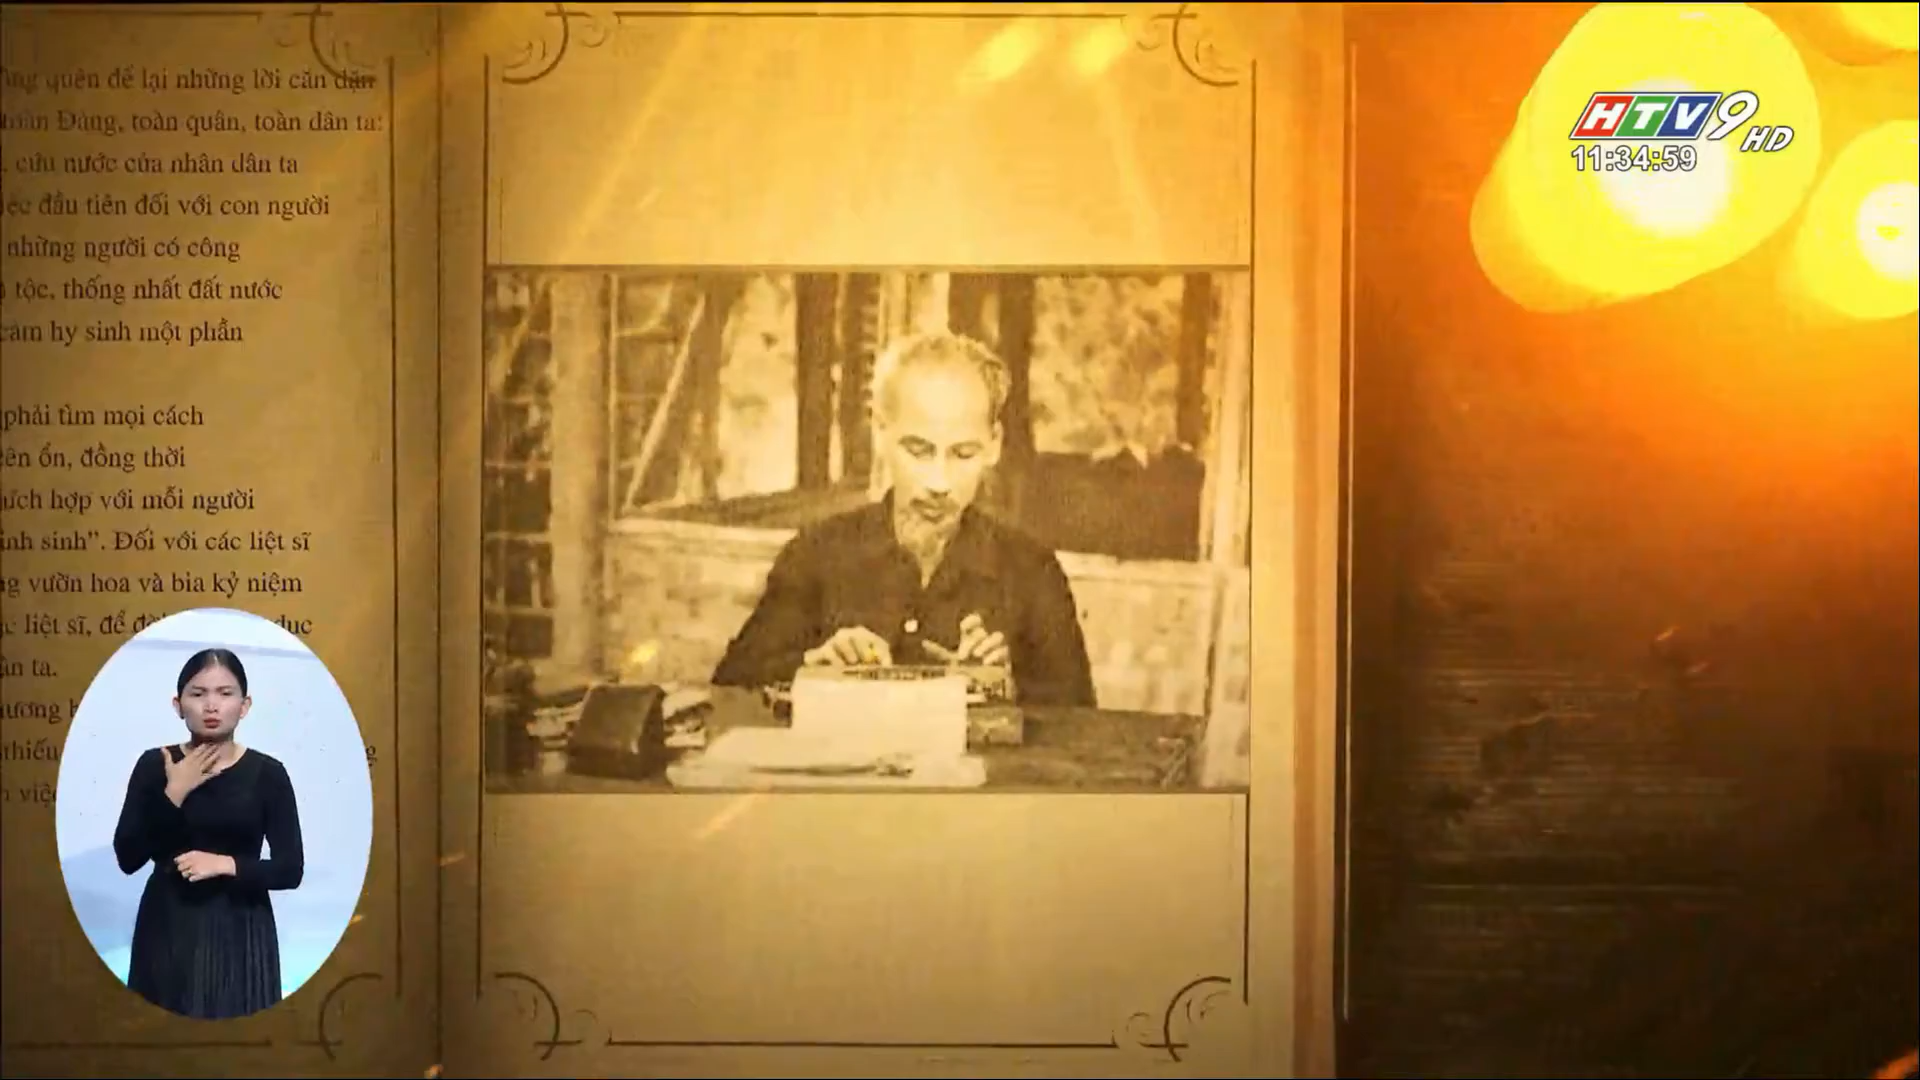 quên để lại những lời căn dặn
Đảng, toàn quân, toàn dân ta:
cứu nước của nhân dân ta
đầu tiên đối với con người
những người có công
tộc, thống nhất đất nước
hy sinh một phần
phải tìm mọi cách
ổn, đồng thời
hợp với mỗi người
sinh”. Đối với các liệt sĩ
vườn hoa và bia kỷ niệm
liệt sĩ, để
ta.
HTV9 HD
11:34:59